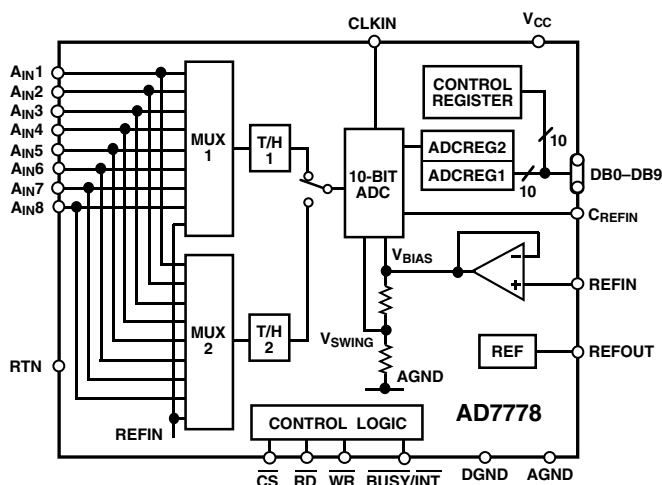 CLKIN
VCC
AIN1
AIN2
AIN3
AIN4
AIN5
AIN6
AIN7
AIN8
MUX
1
T/H
1
10-BIT
ADC
CONTROL
REGISTER
10
ADCREG2
ADCREG1
10
DB0–DB9
CREFIN
VBIAS
–
+
REFIN
MUX
2
T/H
2
VSWING
REF
REFOUT
RTN
AGND
REFIN
CONTROL LOGIC
AD7778
CS
RD
WR
BUSY/INT
DGND
AGND